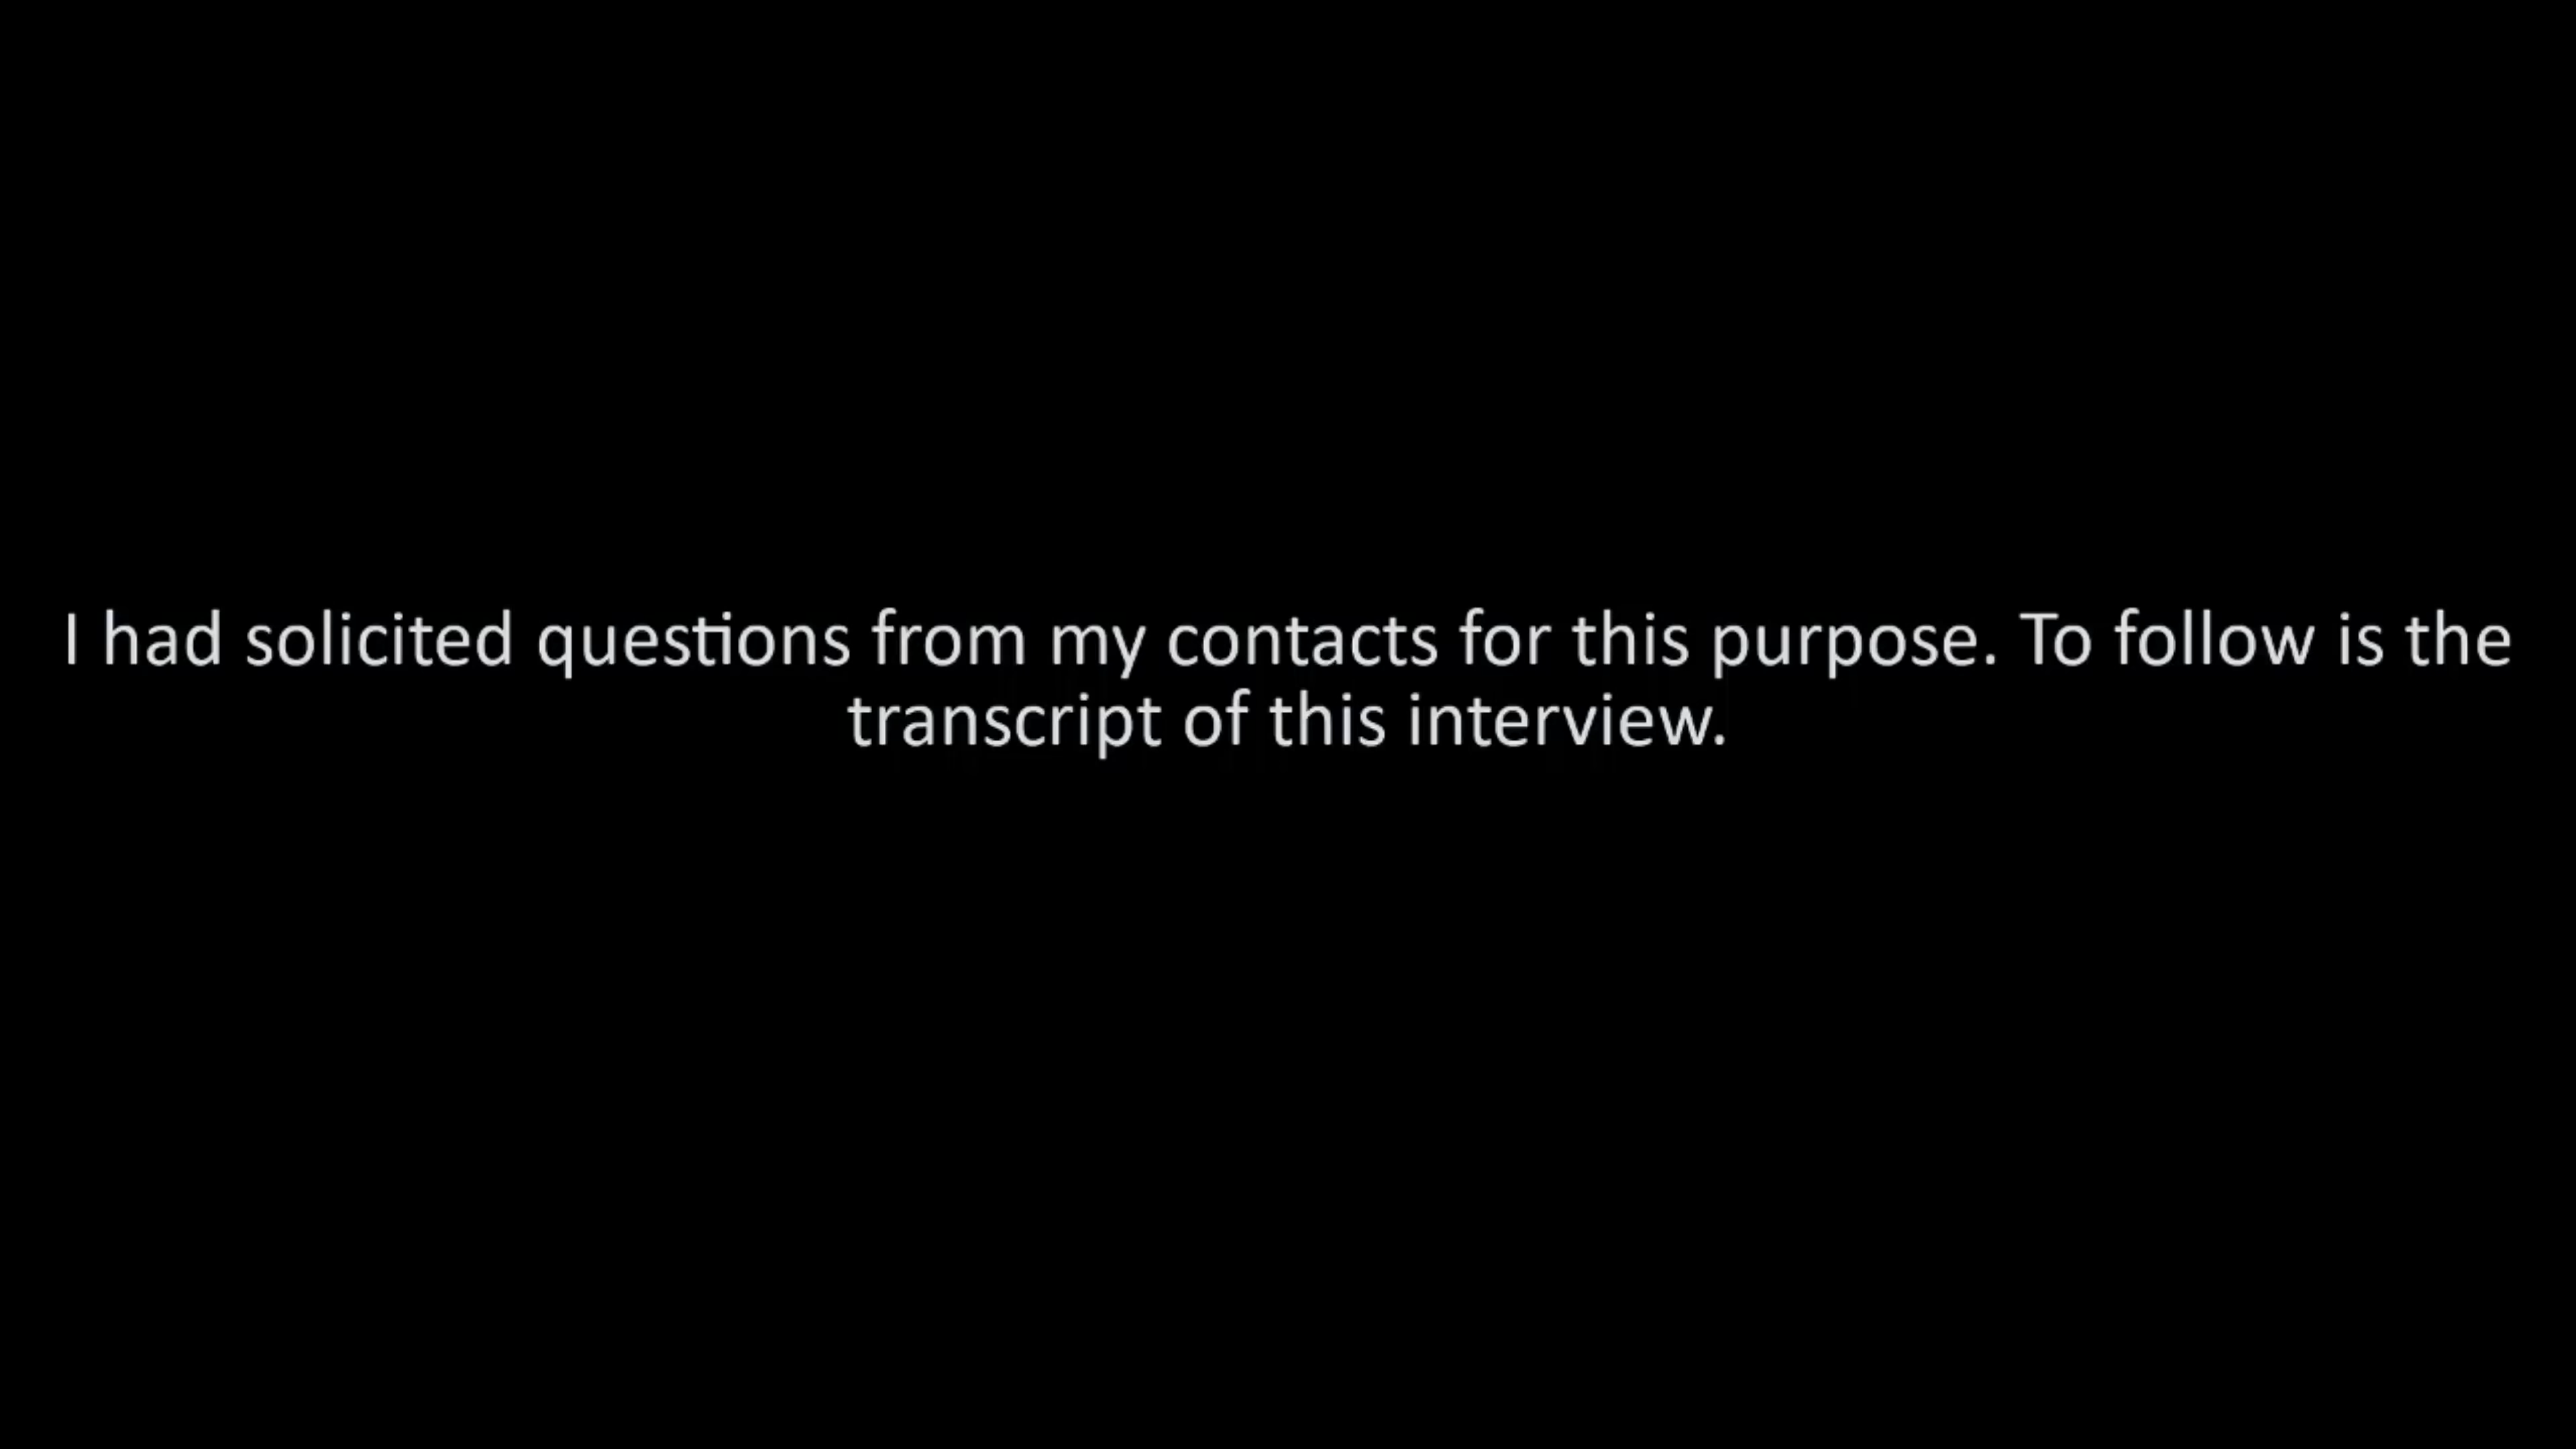 I had solicited questions from my contacts for this purpose. To follow is the
transcript of this interview.